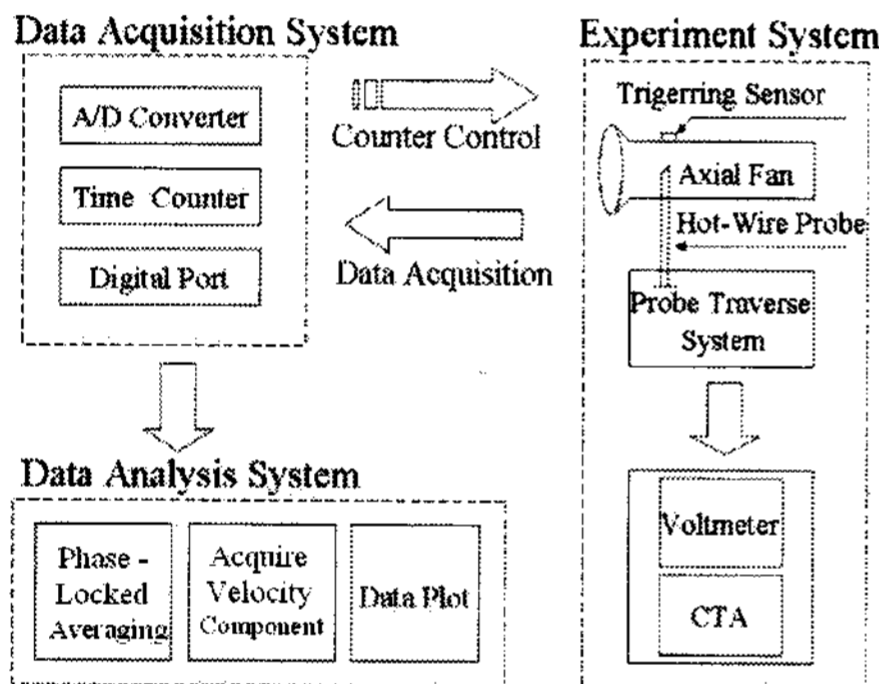 Data Acquisition System
A/D Converter
Time Counter
Digital Port
Counter Control
Data Acquisition
Experiment System
Trigerring Sensor
Axial Fan
Hot-Wire Probe
Probe Traverse
System
Voltmeter
CTA
Data Analysis System
Phase -
Locked
Averaging
Acquire
Velocity
Component
Data Plot